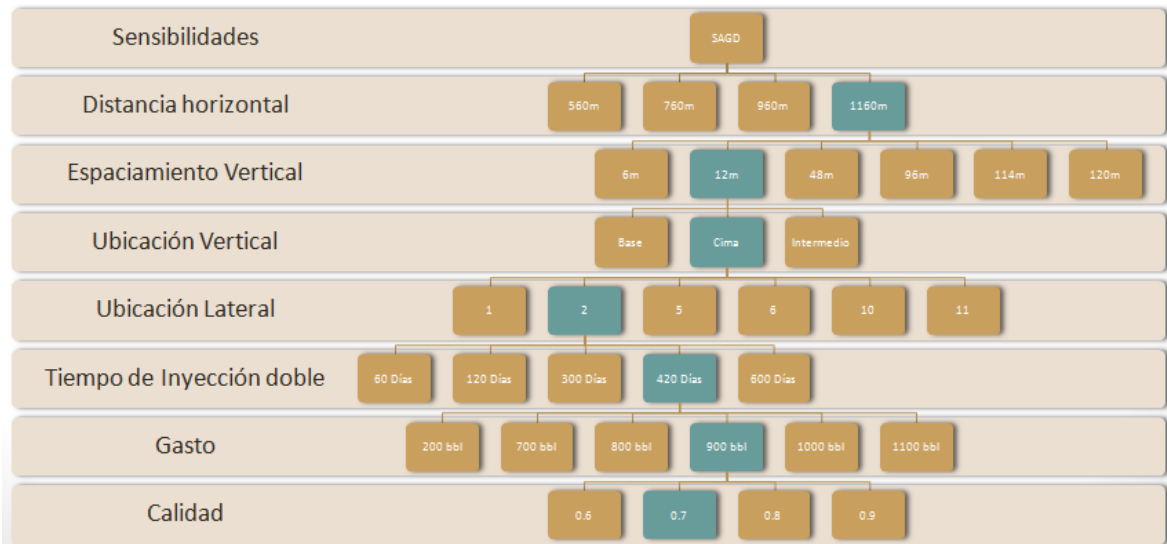 Sensibilidades
SAGD
Distancia horizontal
560m 760m 960m 1160m
Espaciamiento Vertical
6m 12m 48m 96m 114m 120m
Ubicación Vertical
Base Cima Intermedio
Ubicación Lateral
1 2 5 6 10 11
Tiempo de Inyección doble
60 Días 120 Días 300 Días 420 Días 600 Días
Gasto
200 bbl 700 bbl 800 bbl 900 bbl 1000 bbl 1100 bbl
Calidad
0.6 0.7 0.8 0.9